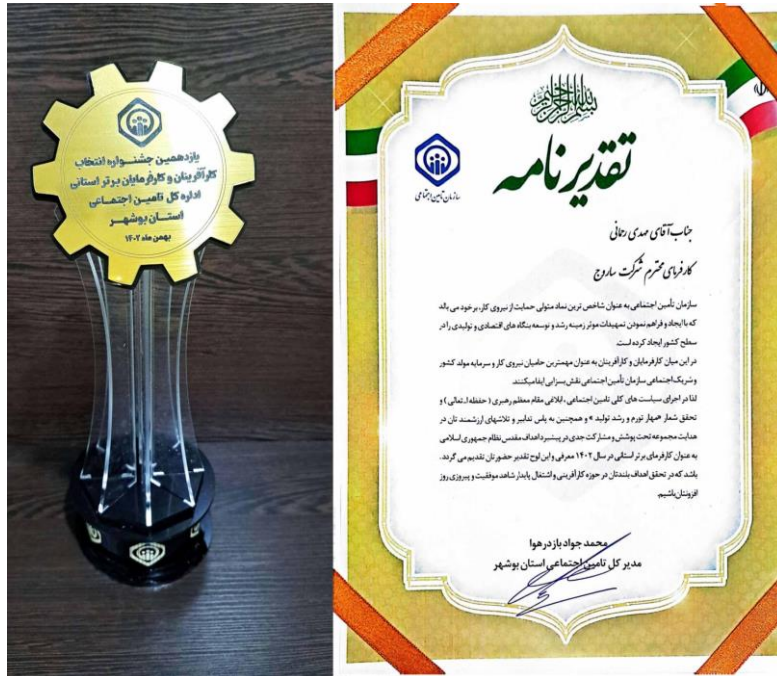 یازدهمین جشنواره انتخاب
کارآفرینان و کارفرمایان برتر استانی
اداره کل تامین اجتماعی
استان بوشهر
بهمن ماه ۱۴۰۲
بسم الله الرحمن الرحیم
تقدیرنامه
سازمان تأمین اجتماعی
جناب آقای مهدی رحمانی
کارفرمای محترم شرکت ساروج
سازمان تأمین اجتماعی به عنوان شاخص ترین نماد متولی حمایت از نیروی کار، برخود می بالد
که با ایجاد و فراهم نمودن تمهیدات موثر زمینه رشد و توسعه بنگاه های اقتصادی و تولیدی را در
سطح کشور ایجاد کرده است.
در این میان کارفرمایان و کارآفرینان به عنوان مهمترین حامیان نیروی کار و سرمایه مولد کشور
و شریک اجتماعی سازمان تأمین اجتماعی نقش بسزایی ایفا میکنند.
لذا در اجرای سیاست های کلی تامین اجتماعی، ابلاغی مقام معظم رهبری ( حفظه ا.. تعالی ) و
تحقق شعار «مهار تورم و رشد تولید » و همچنین به پاس تدابیر و تلاشهای ارزشمند تان در
هدایت مجموعه تحت پوشش و مشارکت جدی در پیشبرد اهداف مقدس نظام جمهوری اسلامی
به عنوان کارفرمای برتر استانی در سال ۱۴۰۲ معرفی و این لوح تقدیر حضورتان تقدیم می گردد.
باشد که در تحقق اهداف بلندتان در حوزه کارآفرینی و اشتغال پایدار شاهد موفقیت و پیروزی روز
افزونتان باشیم.
محمد جواد بازدرهوا
مدیر کل تامین اجتماعی استان بوشهر